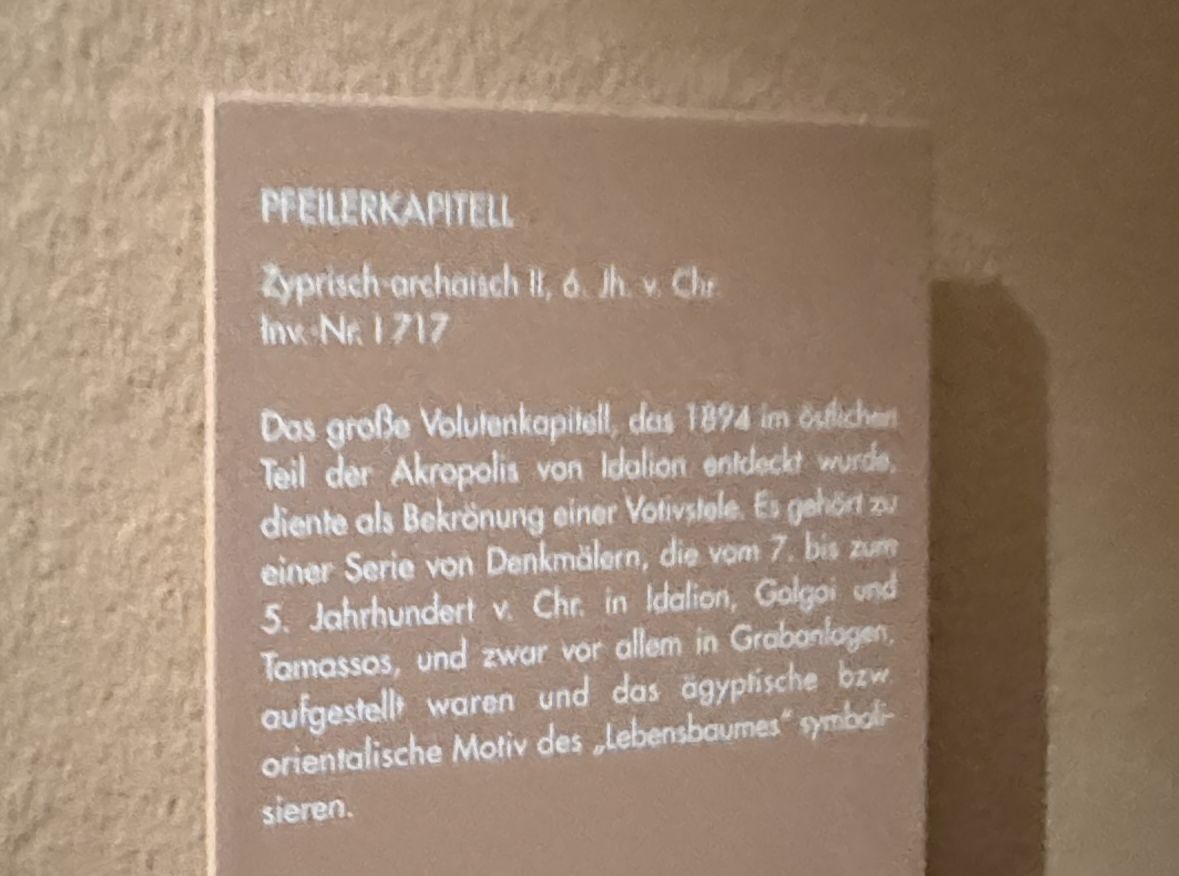 PFEILERKAPITELL
Zyprisch-archaisch II, 6. Jh. v. Chr.
Inv.-Nr. I 717
Das große Volutenkapitell, das 1894 im östlichen
Teil der Akropolis von Idalion entdeckt wurde,
diente als Bekrönung einer Votivstele. Es gehört zu
einer Serie von Denkmälern, die vom 7. bis zum
5. Jahrhundert v. Chr. in Idalion, Golgoi und
Tamassos, und zwar vor allem in Grabanlagen,
aufgestellt waren und das ägyptische bzw.
orientalische Motiv des „Lebensbaumes“ symboli-
sieren.